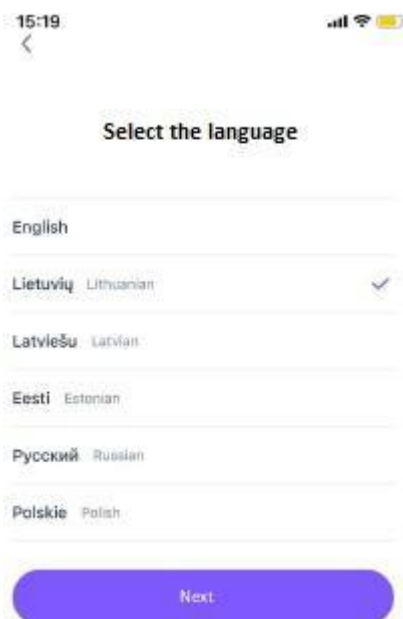 15:19
Select the language
English
Lietuvių Lithuanian
Latviešu Latvian
Eesti Estonian
Русский Russian
Polskie Polish
Next